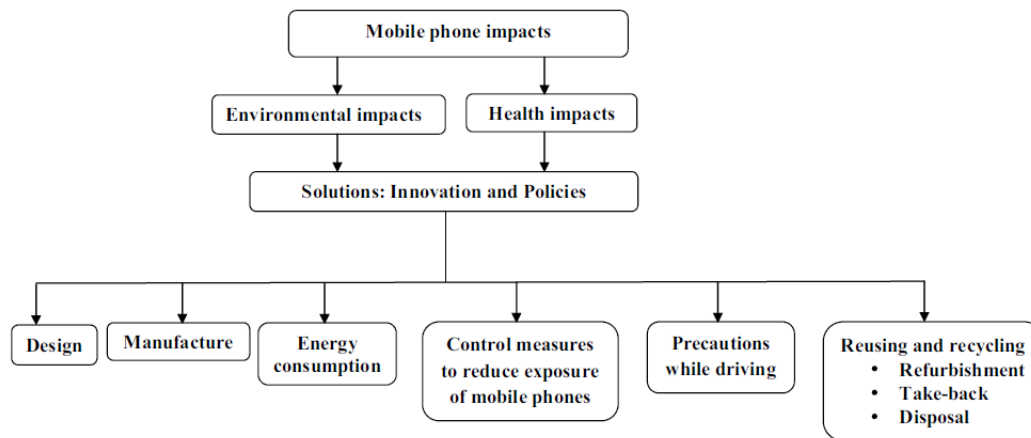 Mobile phone impacts
Environmental impacts
Health impacts
Solutions: Innovation and Policies
Design
Manufacture
Energy
consumption
Control measures
to reduce exposure
of mobile phones
Precautions
while driving
Reusing and recycling
• Refurbishment
• Take-back
• Disposal